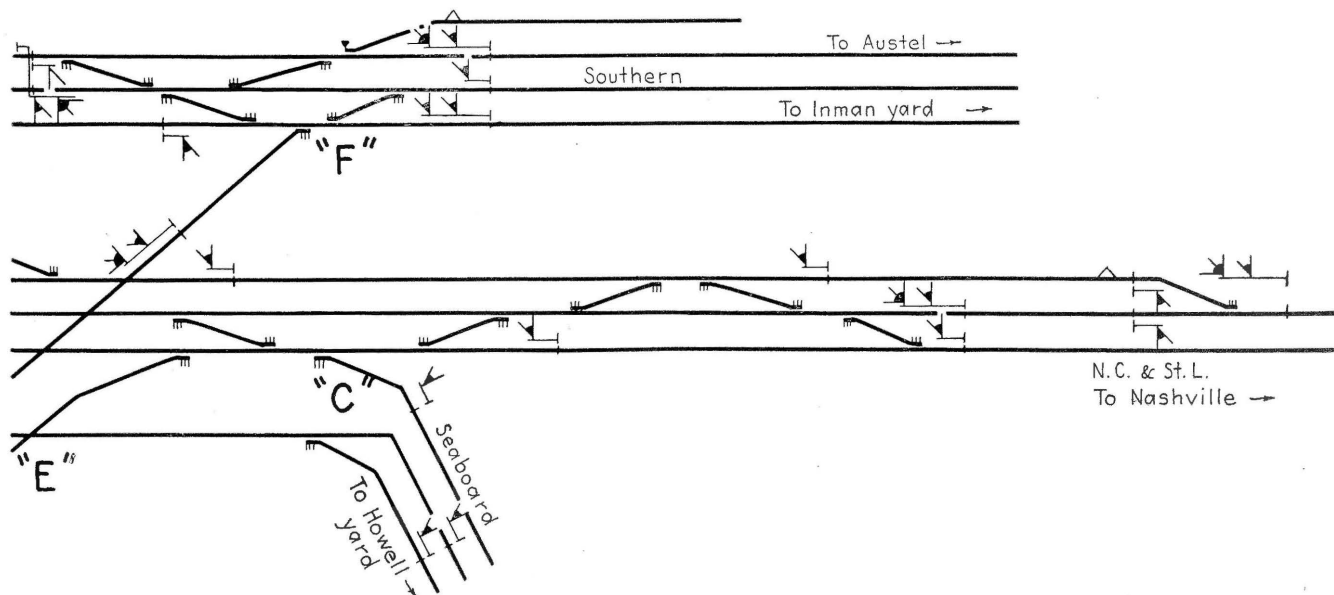 To Austel →
Southern
To Inman yard →
"F"
"C"
N.C. & St. L.
To Nashville →
Seaboard
"E"
To Howell
yard →